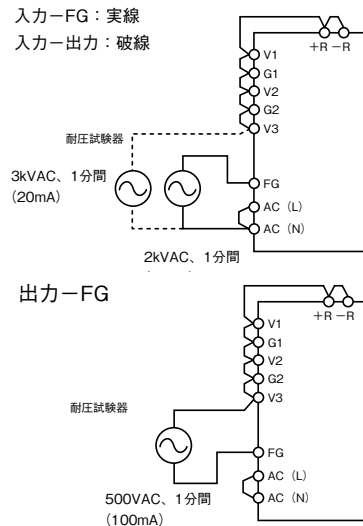 入力－FG：実線
入力－出力：破線
+R －R
V1
G1
V2
G2
V3
耐圧試験器
3kVAC、1分間
(20mA)
FG
AC（L）
AC（N）
2kVAC、1分間
出力－FG
+R －R
V1
G1
V2
G2
V3
耐圧試験器
FG
AC（L）
AC（N）
500VAC、1分間
（100mA）